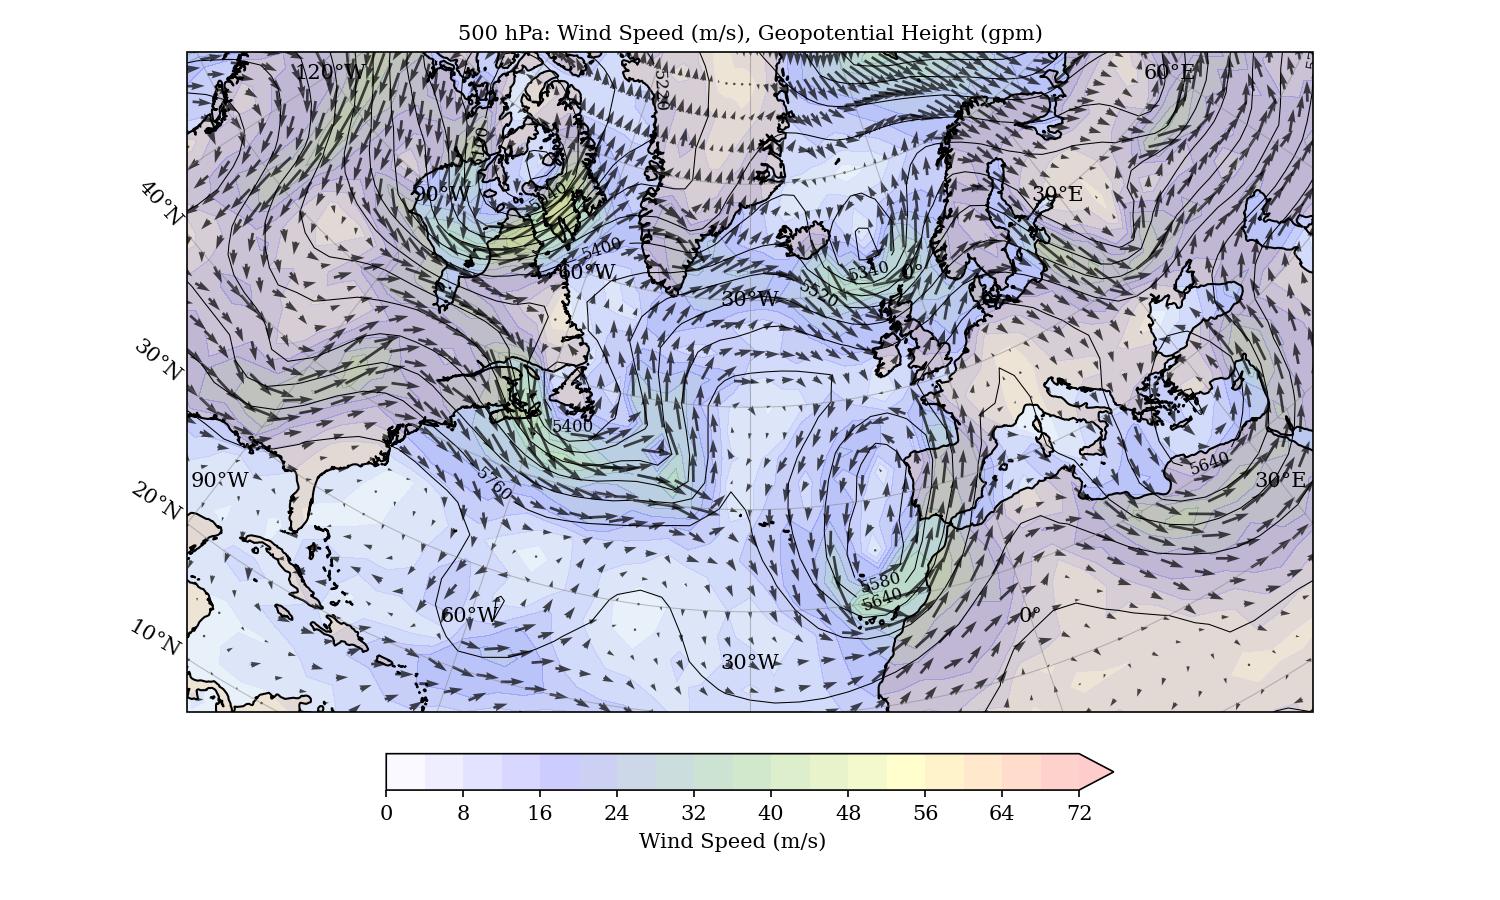 500 hPa: Wind Speed (m/s), Geopotential Height (gpm)
120°W
5220
60°E
40°N
90°W
30°E
5400
60°W
5340
0°
5520
30°W
30°N
5400
5640
90°W
5760
30°E
20°N
5580
5640
60°W
0°
10°N
30°W
0 8 16 24 32 40 48 56 64 72
Wind Speed (m/s)